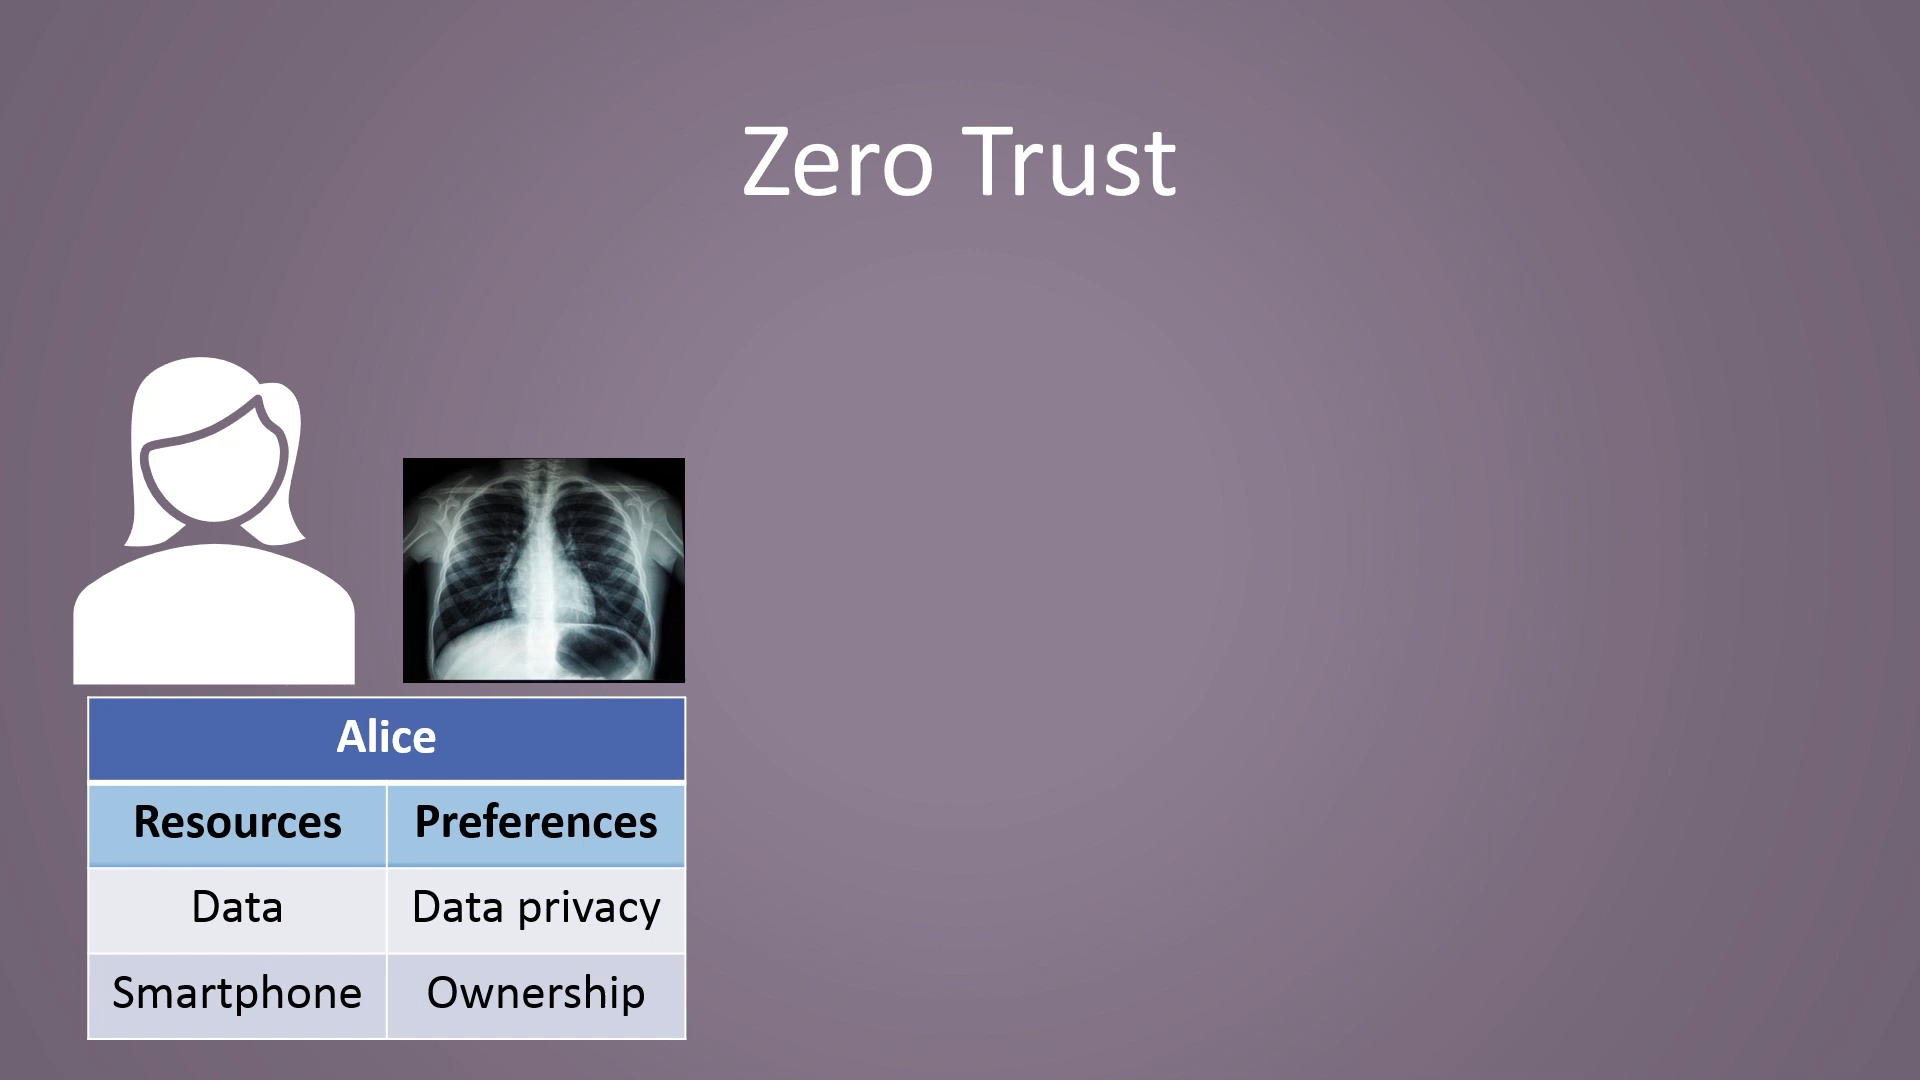 Zero Trust
Alice
Resources Preferences
Data Data privacy
Smartphone Ownership